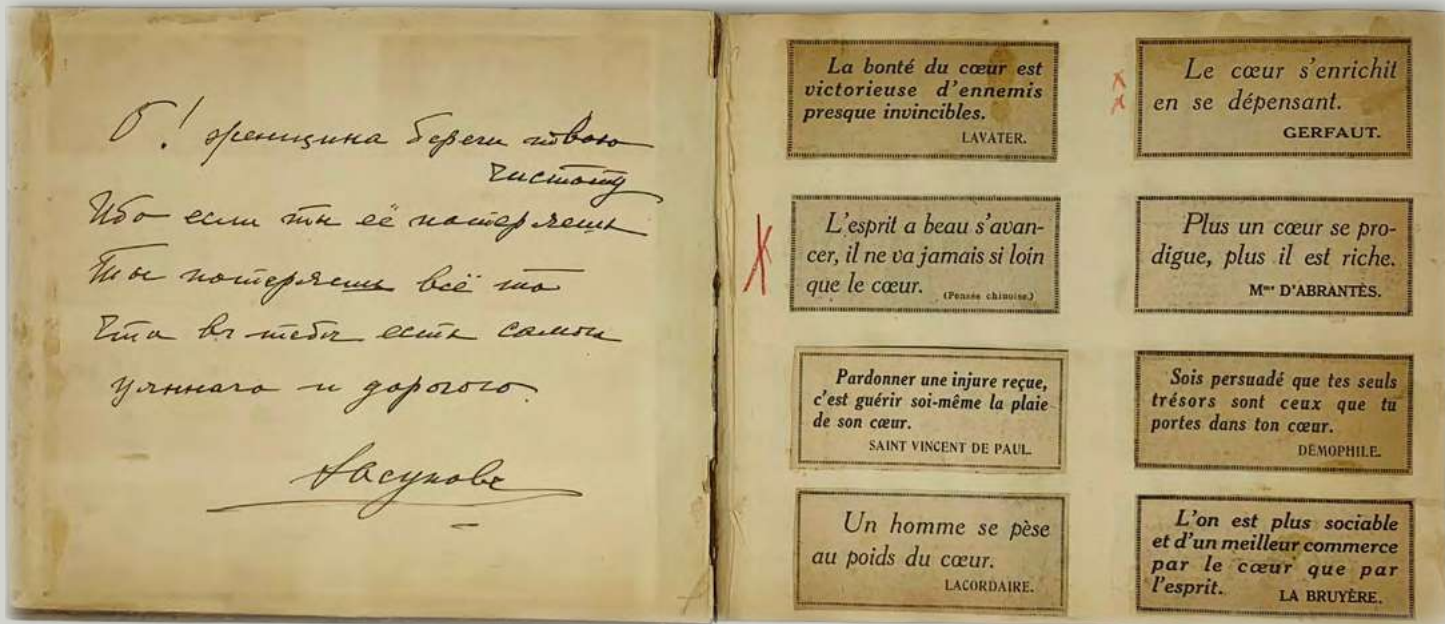 О! женщина береги твою
чистоту
Ибо если ты её потеряешь
Ты потеряешь всё то
Что въ тебѣ есть
цѣннаго и дорогого.
La bonté du cœur est
victorieuse d'ennemis
presque invincibles.
LAVATER.
Le cœur s'enrichit
en se dépensant.
GERFAUT.
L'esprit a beau s'avan-
cer, il ne va jamais si loin
que le cœur. (Pensée chinoise.)
Plus un cœur se pro-
digue, plus il est riche.
Mme D'ABRANTÈS.
Pardonner une injure reçue,
c'est guérir soi-même la plaie
de son cœur.
SAINT VINCENT DE PAUL.
Sois persuadé que tes seuls
trésors sont ceux que tu
portes dans ton cœur.
DÉMOPHILE.
Un homme se pèse
au poids du cœur.
LACORDAIRE.
L'on est plus sociable
et d'un meilleur commerce
par le cœur que par
l'esprit. LA BRUYÈRE.